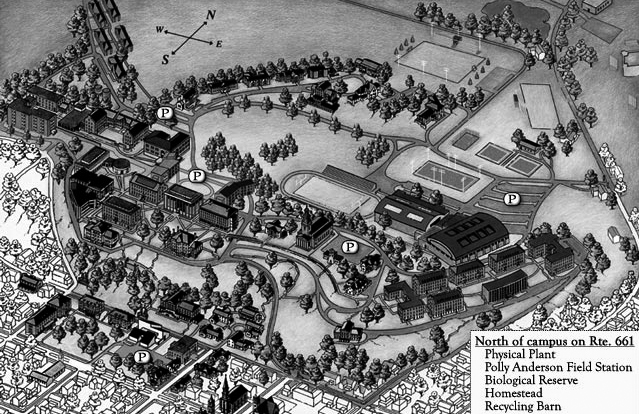 N
W
E
S
P
P
P
P
P
North of campus on Rte. 661
Physical Plant
Polly Anderson Field Station
Biological Reserve
Homestead
Recycling Barn